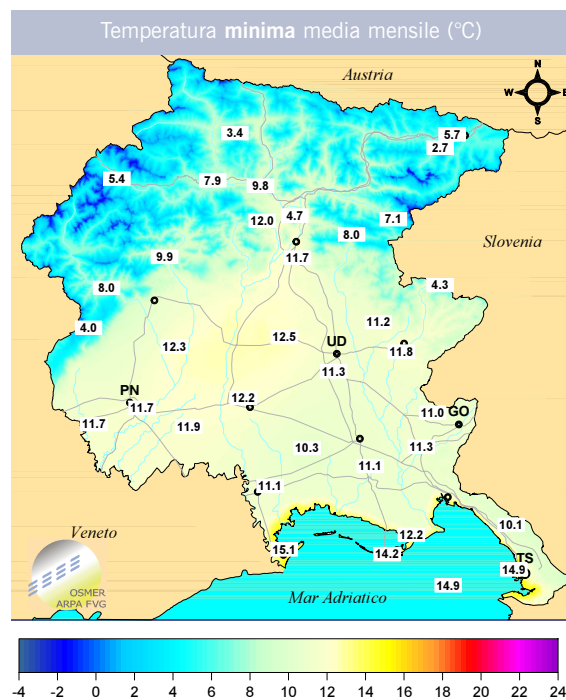 Temperatura minima media mensile (°C)
Austria
N
W E
S
3.4
5.7
2.7
5.4
7.9
9.8
12.0
4.7
7.1
8.0
Slovenia
9.9
11.7
8.0
4.3
4.0
11.2
12.3
12.5
UD
11.8
11.3
PN
11.7
12.2
11.0
GO
11.7
11.9
10.3
11.3
11.1
11.1
10.1
Veneto
15.1
12.2
14.2
TS
14.9
14.9
OSMER
ARPA FVG
Mar Adriatico
-4 -2 0 2 4 6 8 10 12 14 16 18 20 22 24